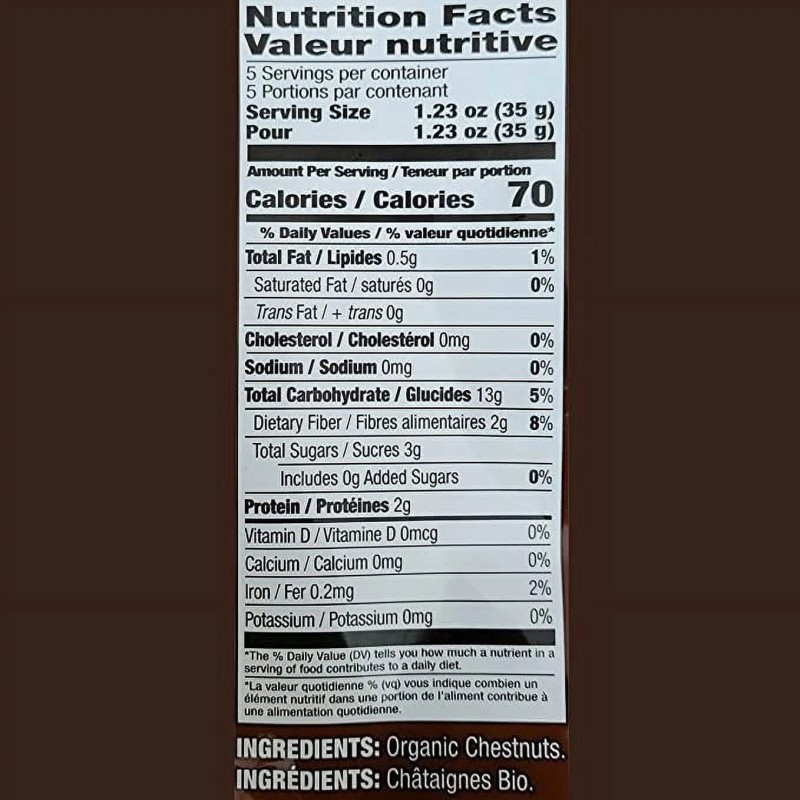 Nutrition Facts
Valeur nutritive
5 Servings per container
5 Portions par contenant
Serving Size 1.23 oz (35 g)
Pour 1.23 oz (35 g)
Amount Per Serving / Teneur par portion
Calories / Calories 70
% Daily Values / % valeur quotidienne*
Total Fat / Lipides 0.5g 1%
Saturated Fat / saturés 0g 0%
Trans Fat / + trans 0g
Cholesterol / Cholestérol 0mg 0%
Sodium / Sodium 0mg 0%
Total Carbohydrate / Glucides 13g 5%
Dietary Fiber / Fibres alimentaires 2g 8%
Total Sugars / Sucres 3g
Includes 0g Added Sugars 0%
Protein / Protéines 2g
Vitamin D / Vitamine D 0mcg 0%
Calcium / Calcium 0mg 0%
Iron / Fer 0.2mg 2%
Potassium / Potassium 0mg 0%
*The % Daily Value (DV) tells you how much a nutrient in a
serving of food contributes to a daily diet.
*La valeur quotidienne % (vq) vous indique combien un
élément nutritif dans une portion de l'aliment contribue à
une alimentation quotidienne.
INGREDIENTS: Organic Chestnuts.
INGRÉDIENTS: Châtaignes Bio.